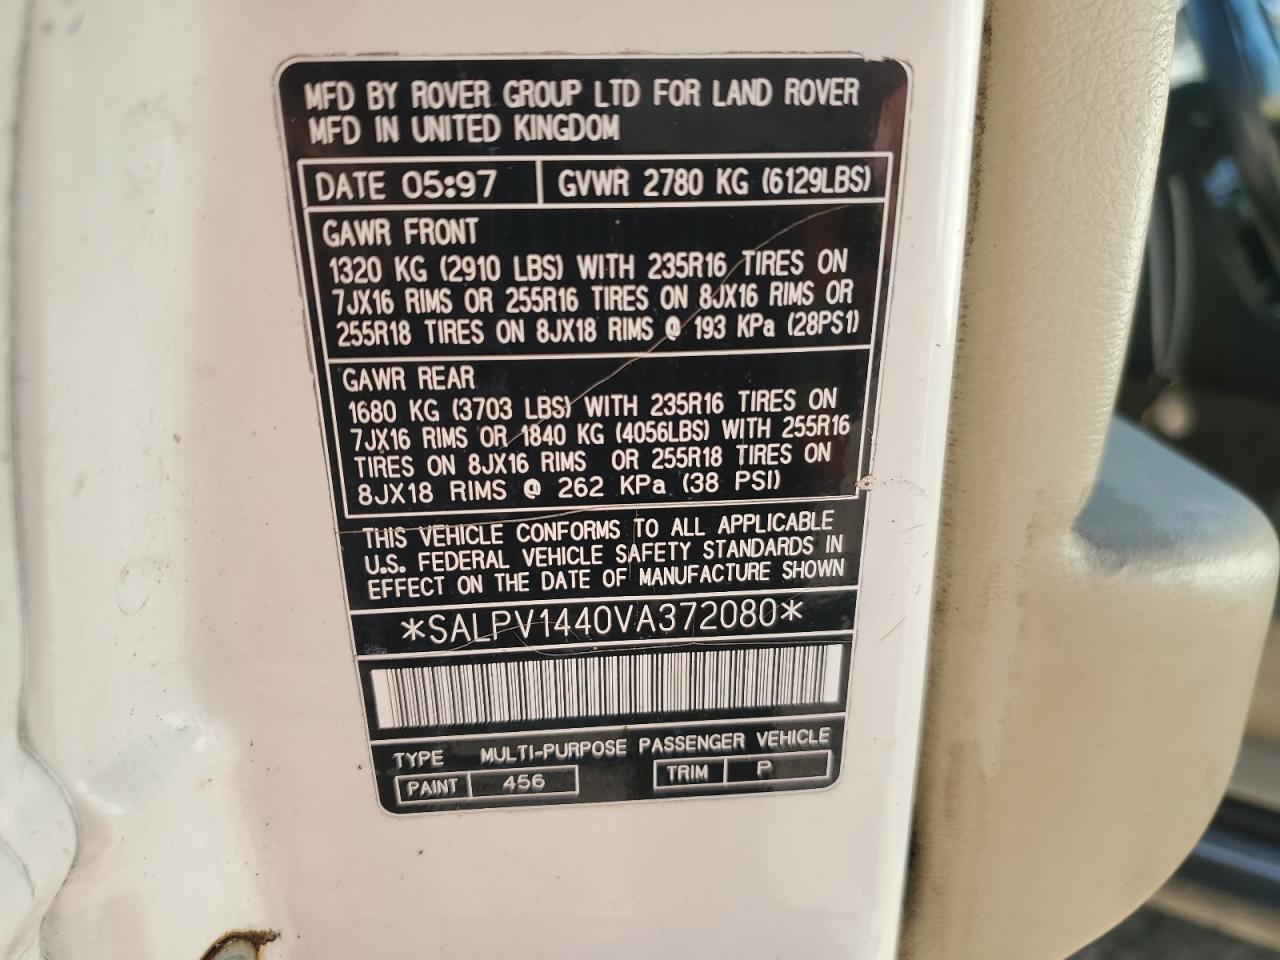 MFD BY ROVER GROUP LTD FOR LAND ROVER
MFD IN UNITED KINGDOM
DATE 05:97 GVWR 2780 KG (6129LBS)
GAWR FRONT
1320 KG (2910 LBS) WITH 235R16 TIRES ON
7JX16 RIMS OR 255R16 TIRES ON 8JX16 RIMS OR
255R18 TIRES ON 8JX18 RIMS @ 193 KPa (28PS1)
GAWR REAR
1680 KG (3703 LBS) WITH 235R16 TIRES ON
7JX16 RIMS OR 1840 KG (4056LBS) WITH 255R16
TIRES ON 8JX16 RIMS OR 255R18 TIRES ON
8JX18 RIMS @ 262 KPa (38 PSI)
THIS VEHICLE CONFORMS TO ALL APPLICABLE
U.S. FEDERAL VEHICLE SAFETY STANDARDS IN
EFFECT ON THE DATE OF MANUFACTURE SHOWN
*SALPV1440VA372080*
TYPE MULTI-PURPOSE PASSENGER VEHICLE
PAINT 456 TRIM P